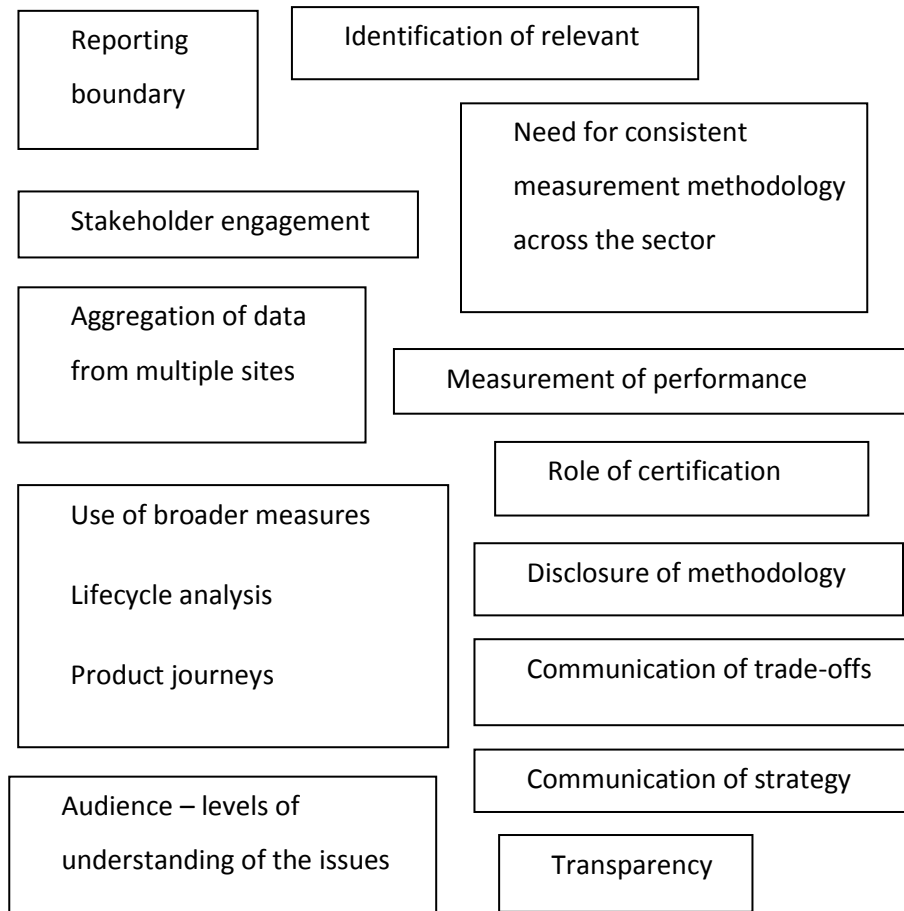 Reporting
boundary
Identification of relevant
Need for consistent
measurement methodology
across the sector
Stakeholder engagement
Aggregation of data
from multiple sites
Measurement of performance
Role of certification
Use of broader measures
Lifecycle analysis
Product journeys
Disclosure of methodology
Communication of trade-offs
Communication of strategy
Audience – levels of
understanding of the issues
Transparency